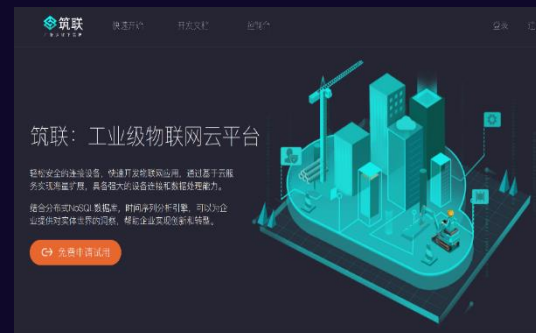 筑联
快速开始 开发文档 控制台 登录
筑联：工业级物联网云平台
轻松安全的连接设备，快速开发物联网应用，通过基于云服
务实现海量扩展，具备强大的设备连接和数据处理能力。
结合分布式NoSQL数据库，时间序列分析引擎，可以为企
业提供对实体世界的洞察，帮助企业实现创新和转型。
免费申请试用